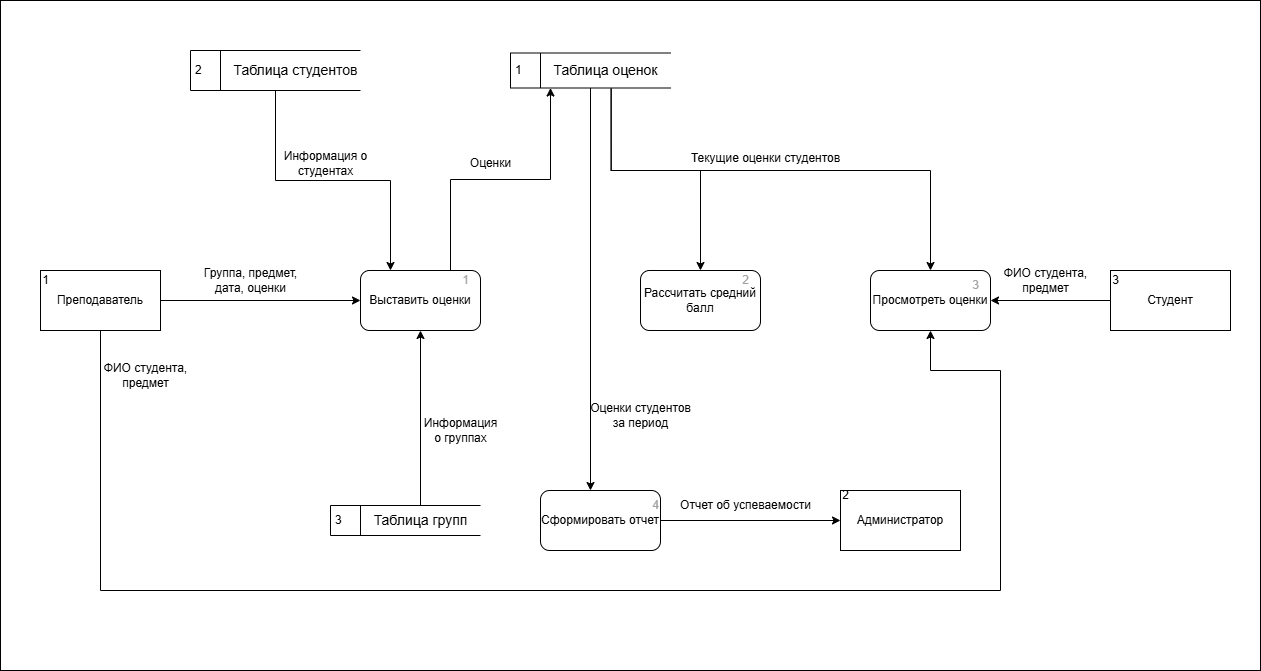 2
Таблица студентов
1
Таблица оценок
Информация о
студентах
Оценки
Текущие оценки студентов
1
Преподаватель
Группа, предмет,
дата, оценки
1
Выставить оценки
2
Рассчитать средний
балл
3
Просмотреть оценки
ФИО студента,
предмет
3
Студент
ФИО студента,
предмет
Информация
о группах
Оценки студентов
за период
3
Таблица групп
4
Сформировать отчет
Отчет об успеваемости
2
Администратор